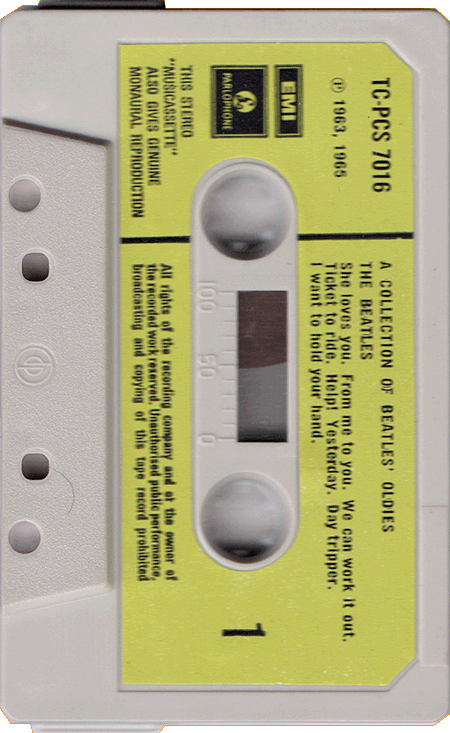 TC-PCS 7016
℗ 1963, 1965
EMI
PARLOPHONE
THIS STEREO
"MUSICASSETTE"
ALSO GIVES GENUINE
MONAURAL REPRODUCTION
A COLLECTION OF BEATLES' OLDIES
THE BEATLES
She loves you. From me to you. We can work it out.
Ticket to ride. Help! Yesterday. Day tripper.
I want to hold your hand.
100 50 0
All rights of the recording company and of the owner of
the recorded work reserved. Unauthorised public performance,
broadcasting and copying of this tape record prohibited
1